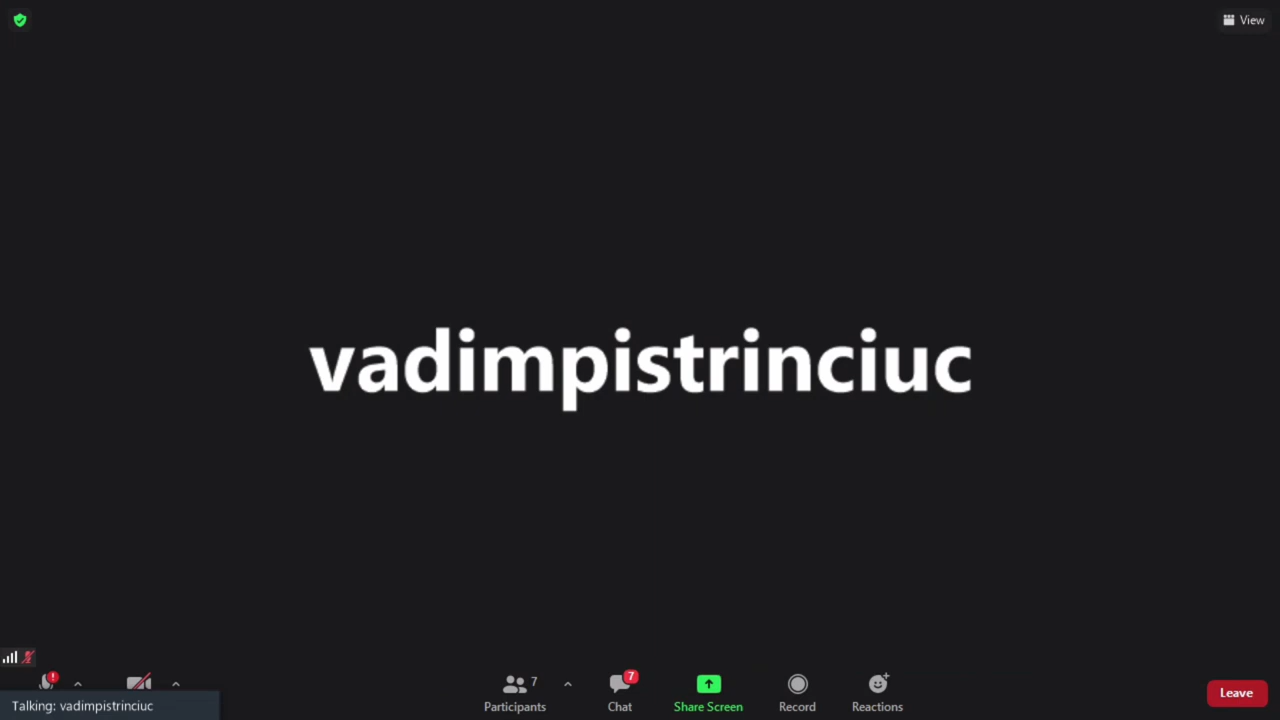 View
vadimpistrinciuc
7
7
Participants
Chat
Share Screen
Record
Reactions
Leave
Talking: vadimpistrinciuc